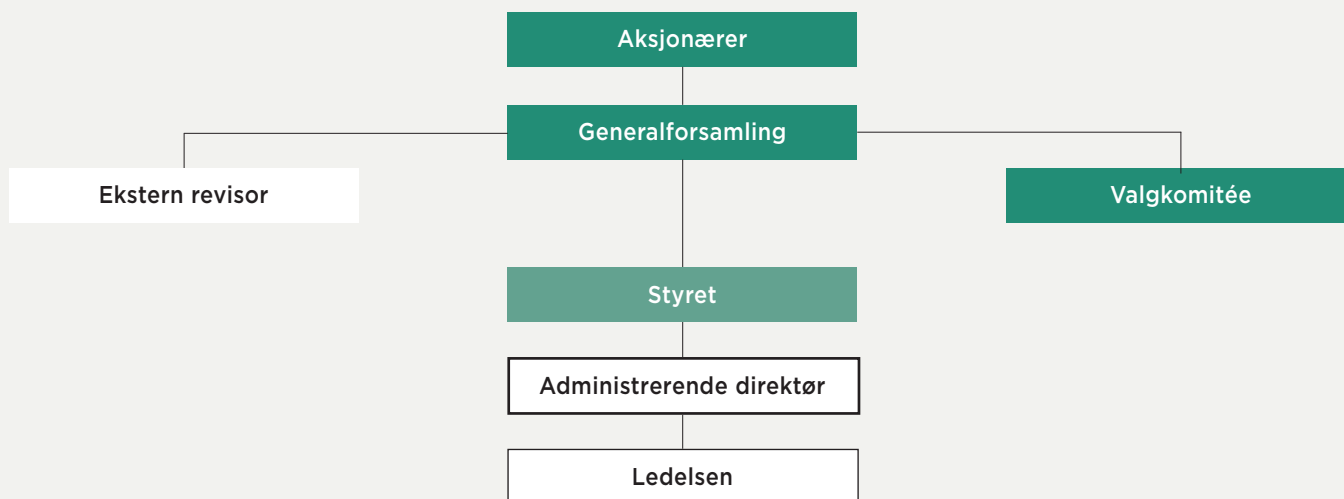 Aksjonærer
Generalforsamling
Ekstern revisor
Valgkomitée
Styret
Administrerende direktør
Ledelsen